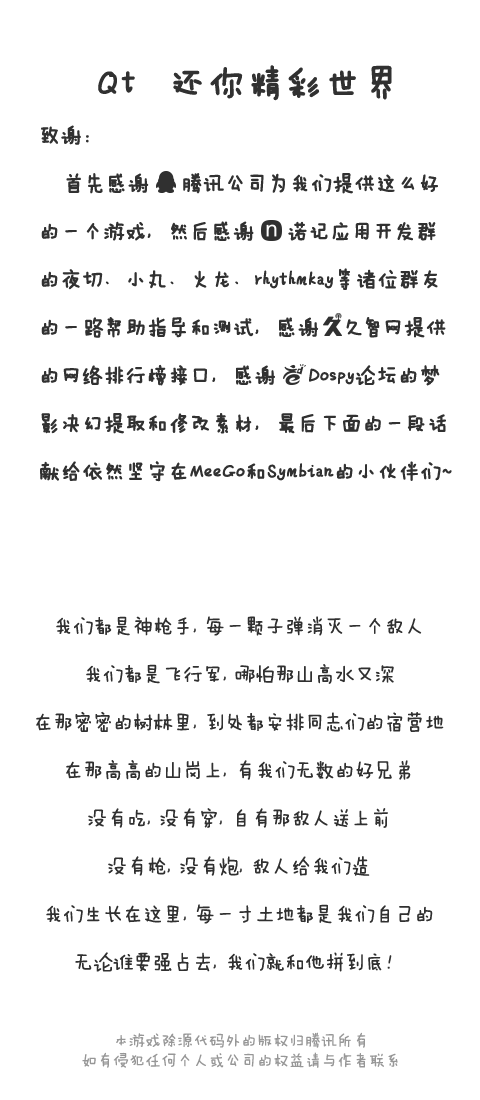 Qt 还你精彩世界
致谢：
首先感谢腾讯公司为我们提供这么好
的一个游戏，然后感谢诺记应用开发群
的夜切、小丸、火龙、rhythmkay等诸位群友
的一路帮助指导和测试，感谢久久智网提供
的网络排行榜接口，感谢Dospy论坛的梦
影决幻提取和修改素材，最后下面的一段话
献给依然坚守在MeeGo和Symbian的小伙伴们~
我们都是神枪手，每一颗子弹消灭一个敌人
我们都是飞行军，哪怕那山高水又深
在那密密的树林里，到处都安排同志们的宿营地
在那高高的山岗上，有我们无数的好兄弟
没有吃，没有穿，自有那敌人送上前
没有枪，没有炮，敌人给我们造
我们生长在这里，每一寸土地都是我们自己的
无论谁要强占去，我们就和他拼到底！
本游戏除源代码外的版权归腾讯所有
如有侵犯任何个人或公司的权益请与作者联系